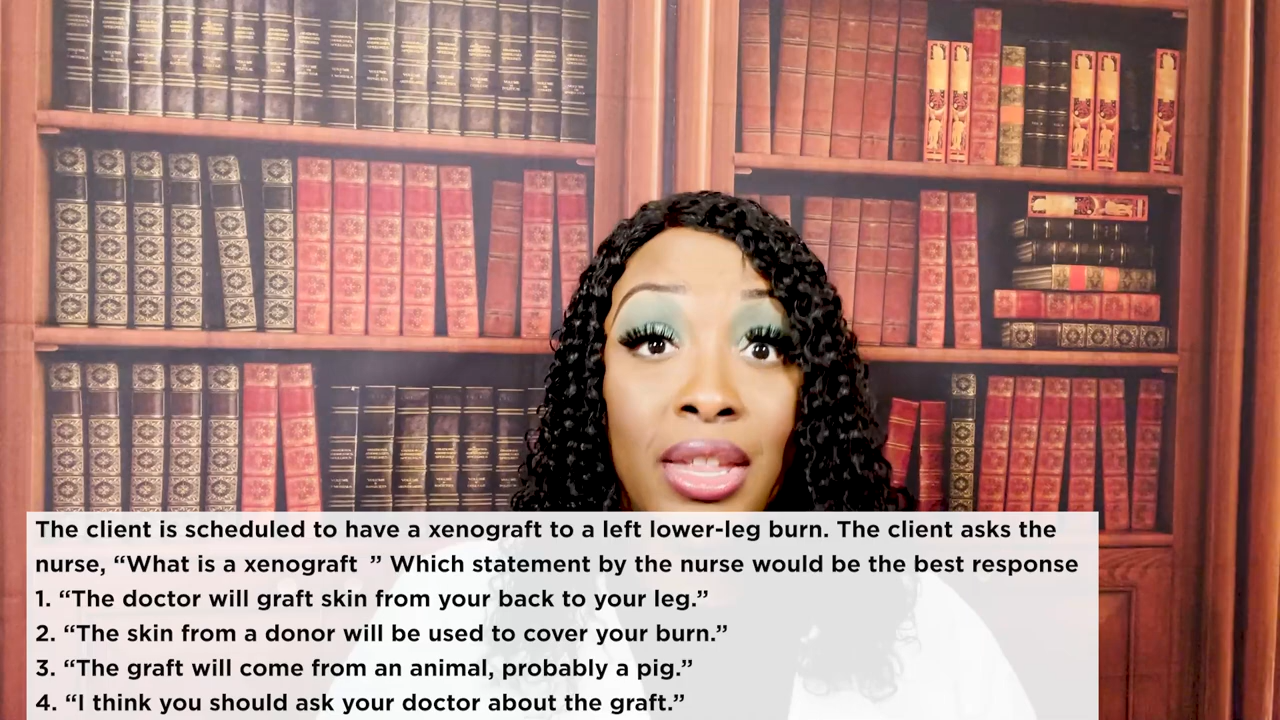 The client is scheduled to have a xenograft to a left lower-leg burn. The client asks the
nurse, “What is a xenograft  ” Which statement by the nurse would be the best response
1. “The doctor will graft skin from your back to your leg.”
2. “The skin from a donor will be used to cover your burn.”
3. “The graft will come from an animal, probably a pig.”
4. “I think you should ask your doctor about the graft.”